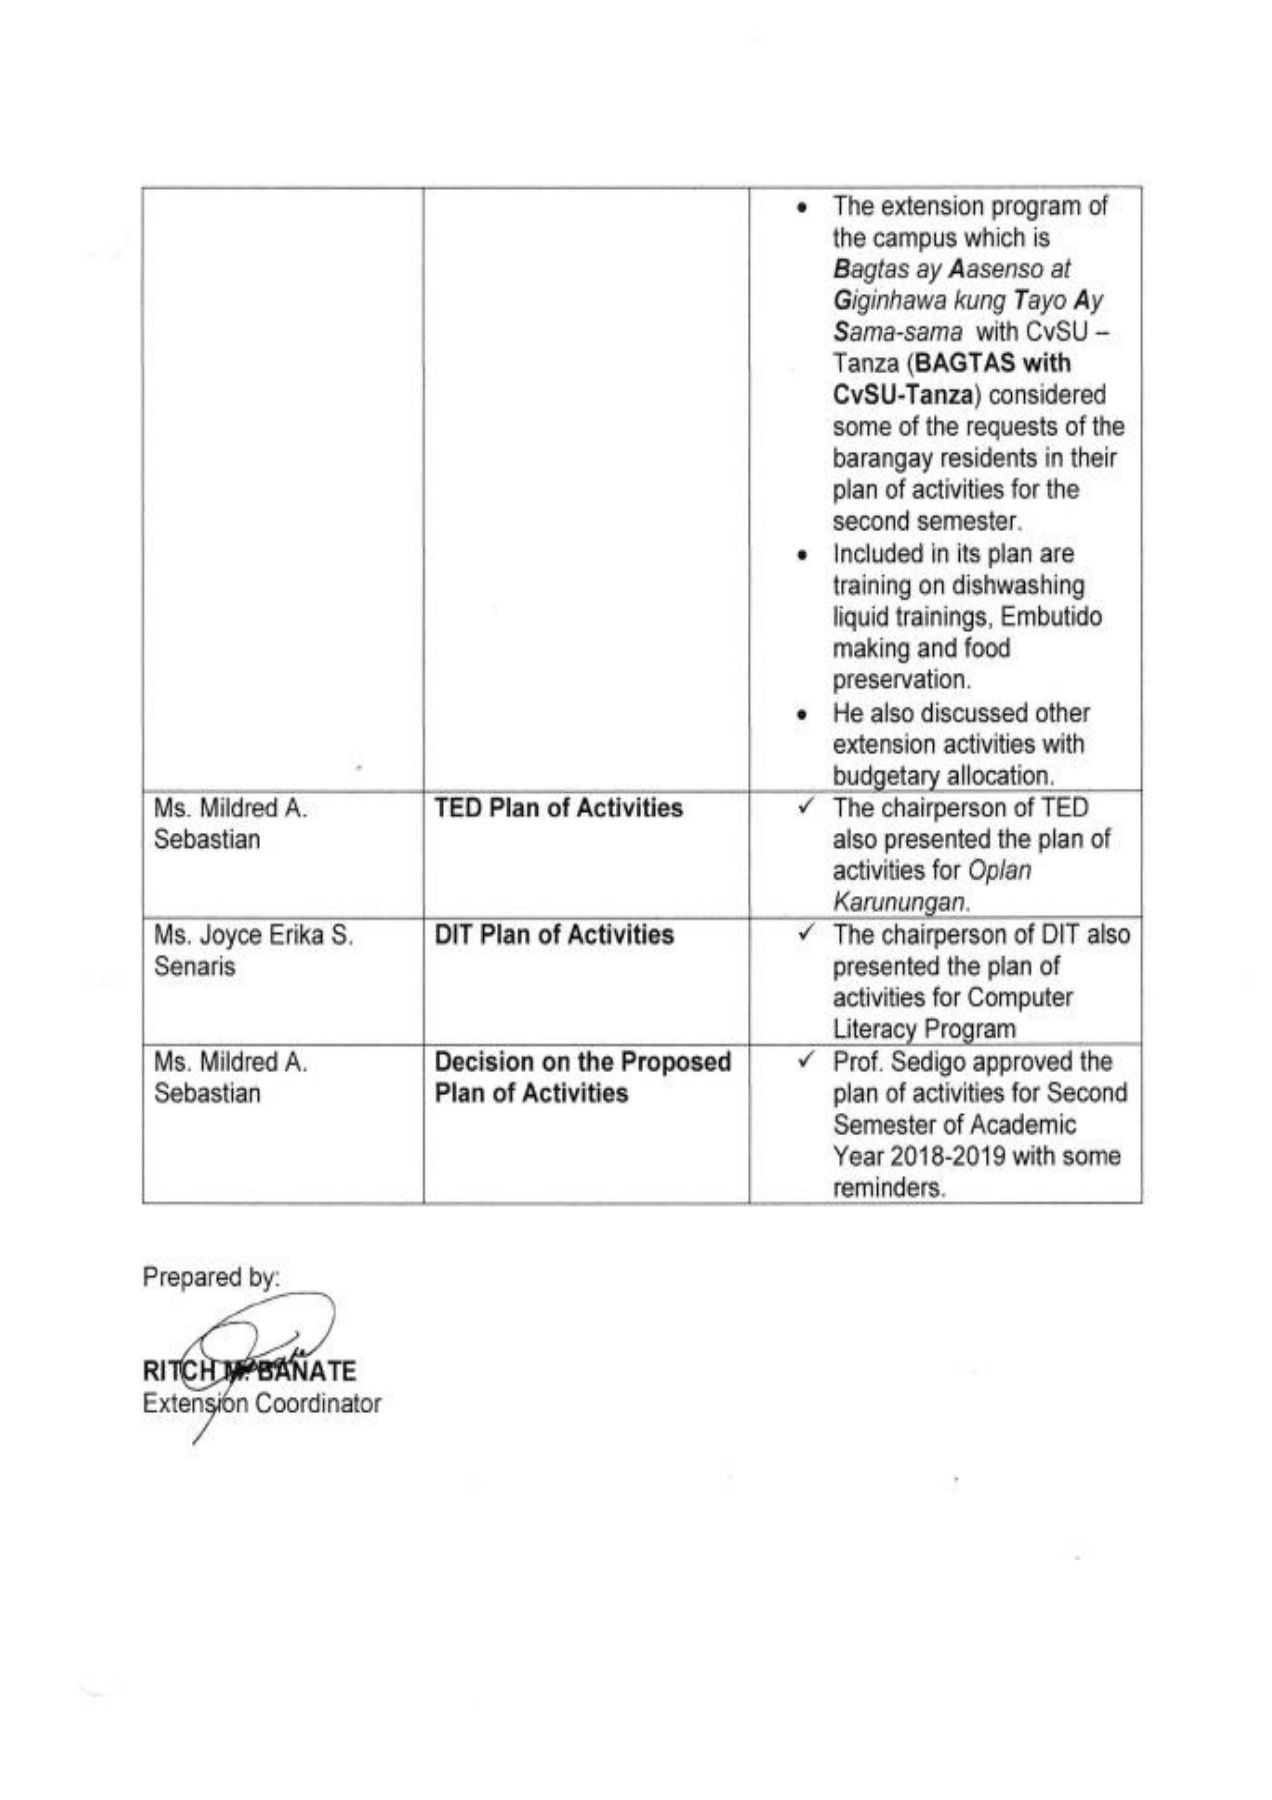 • The extension program of
the campus which is
Bagtas ay Aasenso at
Giginhawa kung Tayo Ay
Sama-sama with CvSU –
Tanza (BAGTAS with
CvSU-Tanza) considered
some of the requests of the
barangay residents in their
plan of activities for the
second semester.
• Included in its plan are
training on dishwashing
liquid trainings, Embutido
making and food
preservation.
• He also discussed other
extension activities with
budgetary allocation.
Ms. Mildred A.
Sebastian
TED Plan of Activities
✓ The chairperson of TED
also presented the plan of
activities for Oplan
Karunungan.
Ms. Joyce Erika S.
Senaris
DIT Plan of Activities
✓ The chairperson of DIT also
presented the plan of
activities for Computer
Literacy Program
Ms. Mildred A.
Sebastian
Decision on the Proposed
Plan of Activities
✓ Prof. Sedigo approved the
plan of activities for Second
Semester of Academic
Year 2018-2019 with some
reminders.
Prepared by:
RITCH M. BANATE
Extension Coordinator